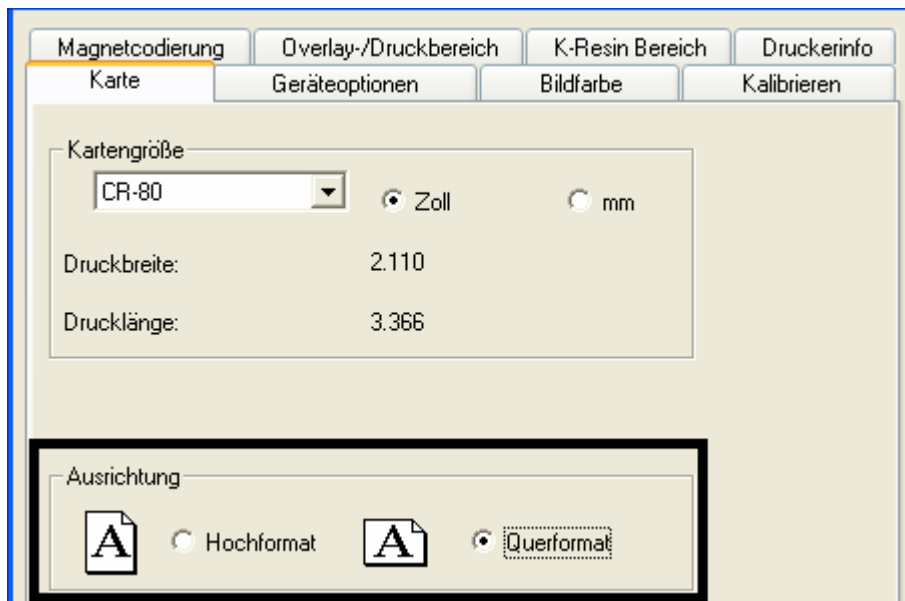 Magnetcodierung Overlay-/Druckbereich K-Resin Bereich Druckerinfo
Karte Geräteoptionen Bildfarbe Kalibrieren
Kartengröße
CR-80 Zoll mm
Druckbreite: 2.110
Drucklänge: 3.366
Ausrichtung
A Hochformat A Querformat